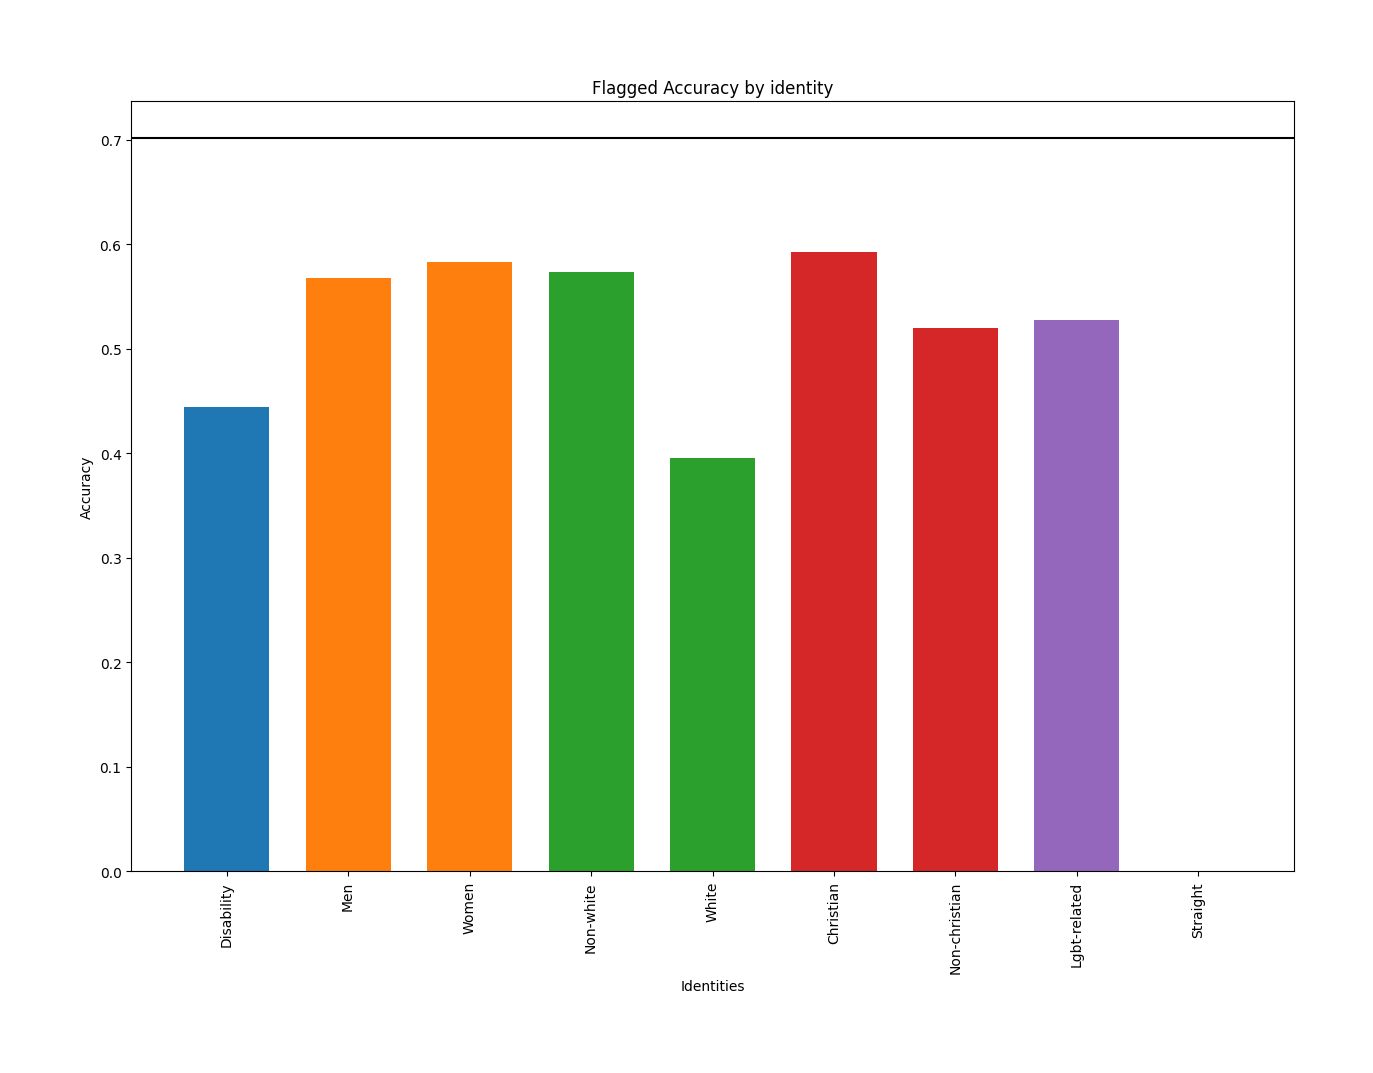 Flagged Accuracy by identity
0.7
0.6
0.5
0.4
0.3
0.2
0.1
0.0
Accuracy
Disability
Men
Women
Non-white
White
Christian
Non-christian
Lgbt-related
Straight
Identities